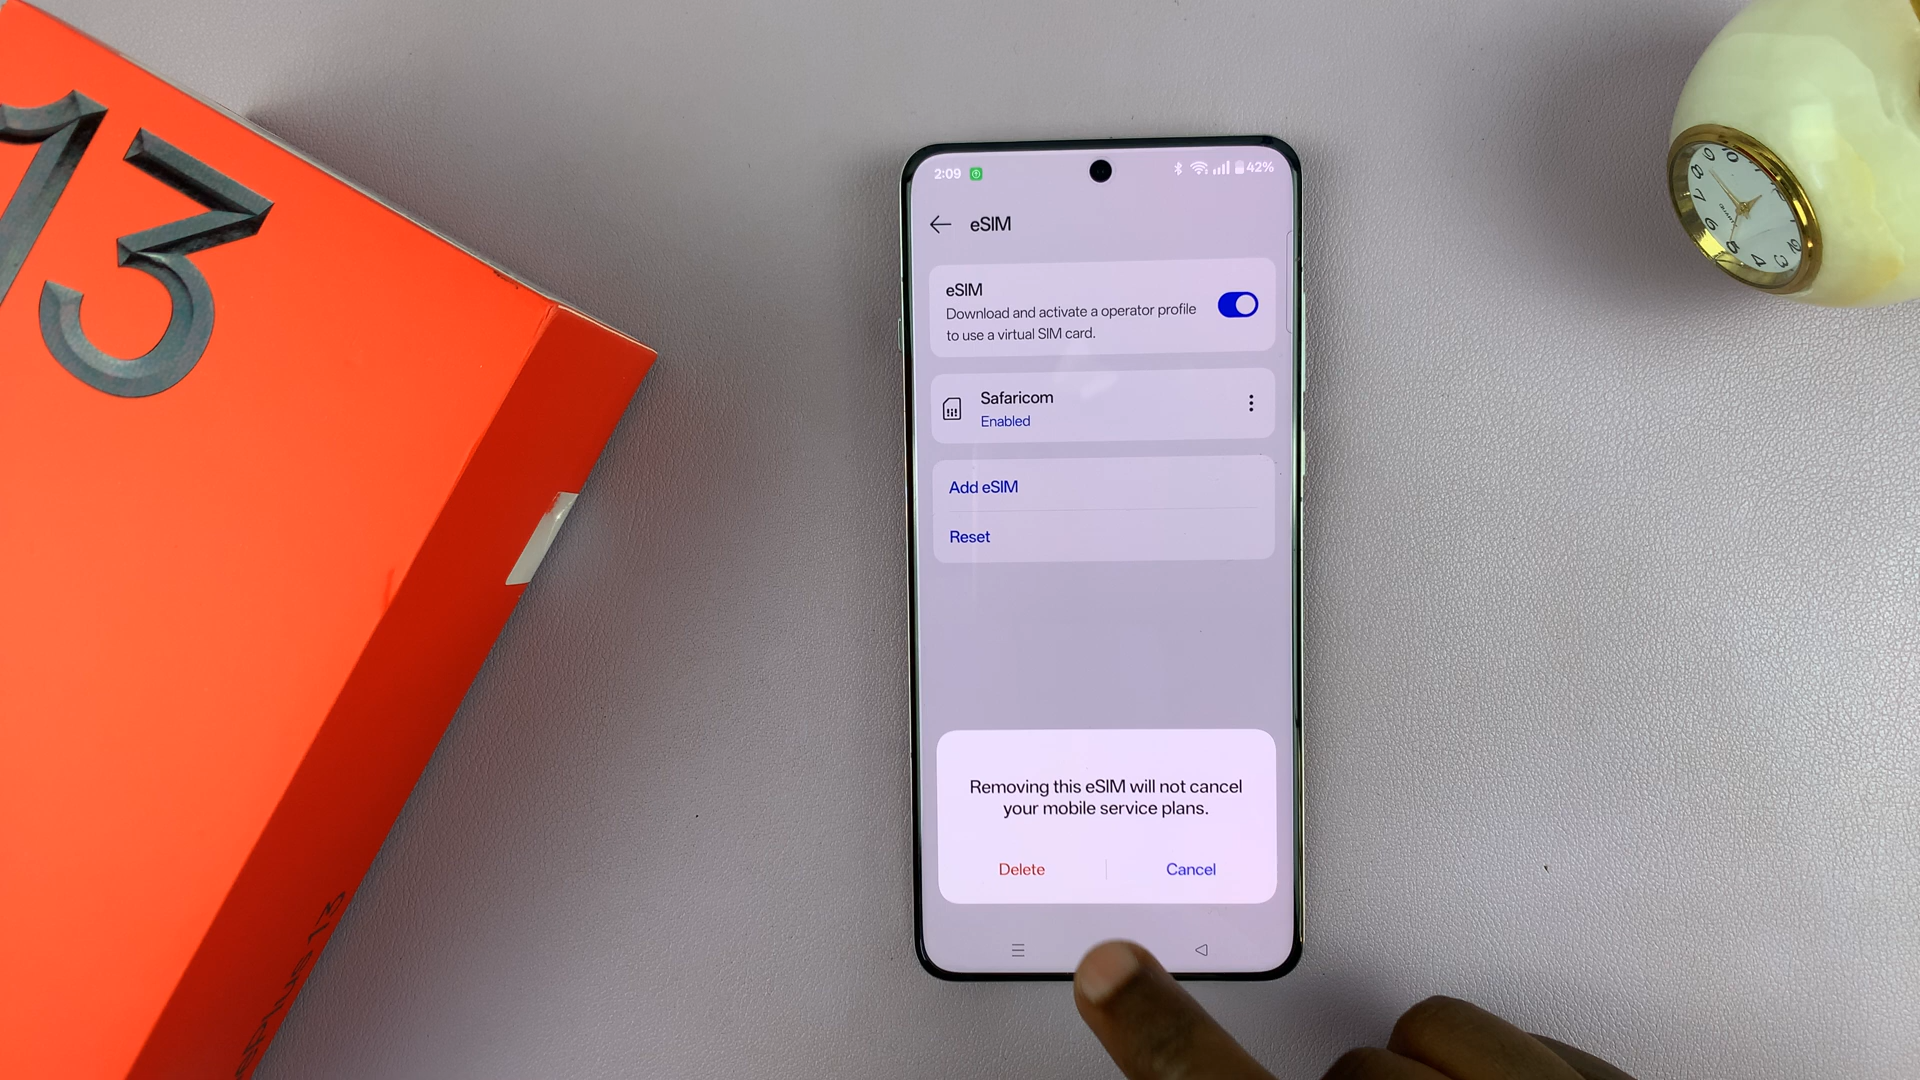 13
2:09
42%
eSIM
eSIM
Download and activate a operator profile
to use a virtual SIM card.
Safaricom
Enabled
Add eSIM
Reset
Removing this eSIM will not cancel
your mobile service plans.
Delete
Cancel